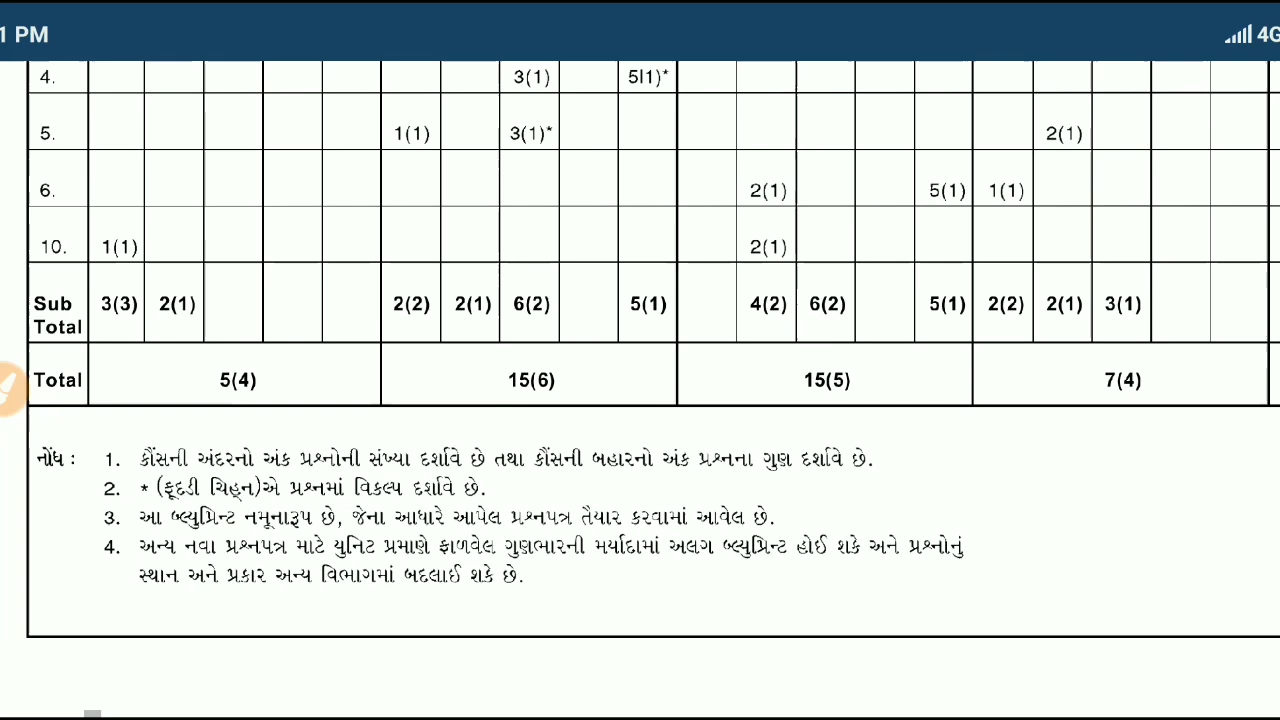 1 PM 4G
4. 3(1) 5I1)*
5. 1(1) 3(1)* 2(1)
6. 2(1) 5(1) 1(1)
10. 1(1) 2(1)
Sub Total 3(3) 2(1) 2(2) 2(1) 6(2) 5(1) 4(2) 6(2) 5(1) 2(2) 2(1) 3(1)
Total 5(4) 15(6) 15(5) 7(4)
નોંધ : 1. કૌંસની અંદરનો અંક પ્રશ્નોની સંખ્યા દર્શાવે છે તથા કૌંસની બહારનો અંક પ્રશ્નના ગુણ દર્શાવે છે.
2. * (ફૂદડી ચિહ્ન)એ પ્રશ્નમાં વિકલ્પ દર્શાવે છે.
3. આ બ્લ્યુપ્રિન્ટ નમૂનારૂપ છે, જેના આધારે આપેલ પ્રશ્નપત્ર તૈયાર કરવામાં આવેલ છે.
4. અન્ય નવા પ્રશ્નપત્ર માટે યુનિટ પ્રમાણે ફાળવેલ ગુણભારની મર્યાદામાં અલગ બ્લ્યુપ્રિન્ટ હોઈ શકે અને પ્રશ્નોનું
સ્થાન અને પ્રકાર અન્ય વિભાગમાં બદલાઈ શકે છે.